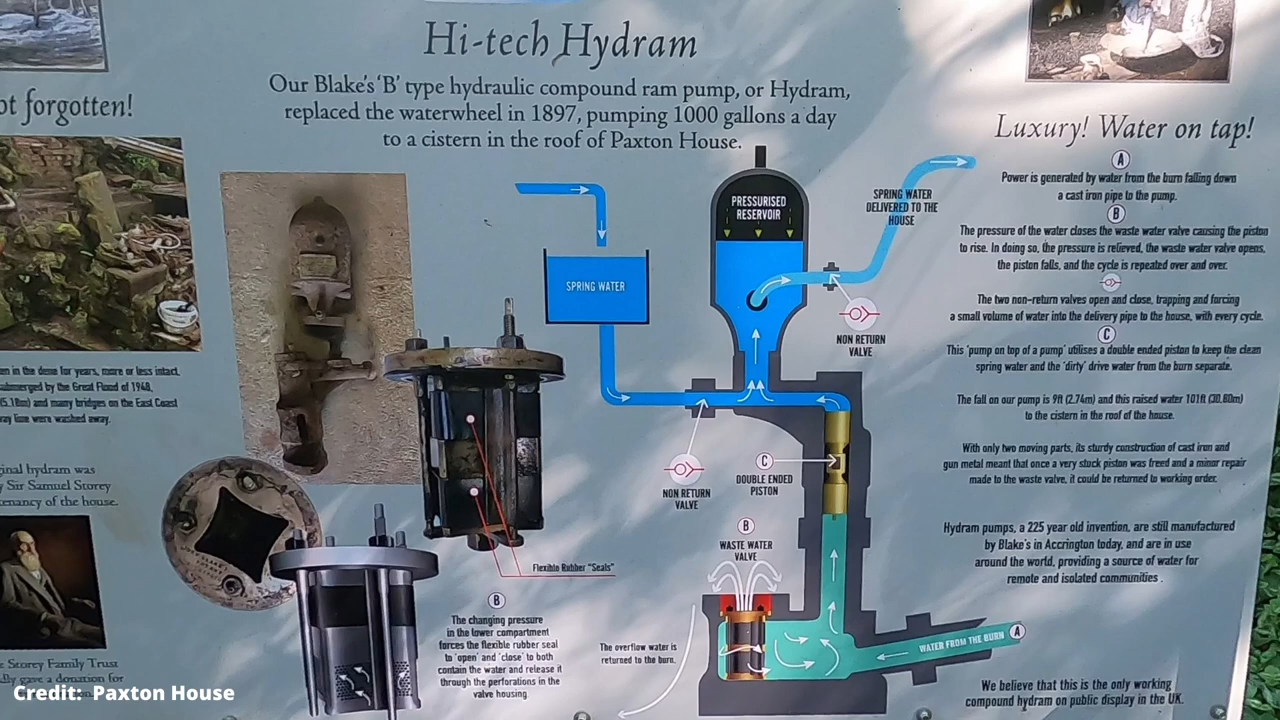 Hi-tech Hydram
Our Blake's 'B' type hydraulic compound ram pump, or Hydram,
replaced the waterwheel in 1897, pumping 1000 gallons a day
to a cistern in the roof of Paxton House.
ot forgotten!
en in the dene for years, more or less intact,
submerged by the Great Flood of 1948,
(5.18m) and many bridges on the East Coast
way line were washed away.
ginal hydram was
y Sir Samuel Storey
tenancy of the house.
e Storey Family Trust
dly gave a donation for
SPRING WATER
PRESSURISED
RESERVOIR
SPRING WATER
DELIVERED TO THE
HOUSE
NON RETURN
VALVE
NON RETURN
VALVE
C
DOUBLE ENDED
PISTON
B
WASTE WATER
VALVE
Flexible Rubber "Seals"
B
The changing pressure
in the lower compartment
forces the flexible rubber seal
to 'open' and 'close' to both
contain the water and release it
through the perforations in the
valve housing.
The overflow water is
returned to the burn.
WATER FROM THE BURN
A
Luxury! Water on tap!
A
Power is generated by water from the burn falling down
a cast iron pipe to the pump.
B
The pressure of the water closes the waste water valve causing the piston
to rise. In doing so, the pressure is relieved, the waste water valve opens,
the piston falls, and the cycle is repeated over and over.
The two non-return valves open and close, trapping and forcing
a small volume of water into the delivery pipe to the house, with every cycle.
C
This 'pump on top of a pump' utilises a double ended piston to keep the clean
spring water and the 'dirty' drive water from the burn separate.
The fall on our pump is 9ft (2.74m) and this raised water 101ft (30.80m)
to the cistern in the roof of the house.
With only two moving parts, its sturdy construction of cast iron and
gun metal meant that once a very stuck piston was freed and a minor repair
made to the waste valve, it could be returned to working order.
Hydram pumps, a 225 year old invention, are still manufactured
by Blake's in Accrington today, and are in use
around the world, providing a source of water for
remote and isolated communities .
We believe that this is the only working
compound hydram on public display in the UK.
Credit: Paxton House